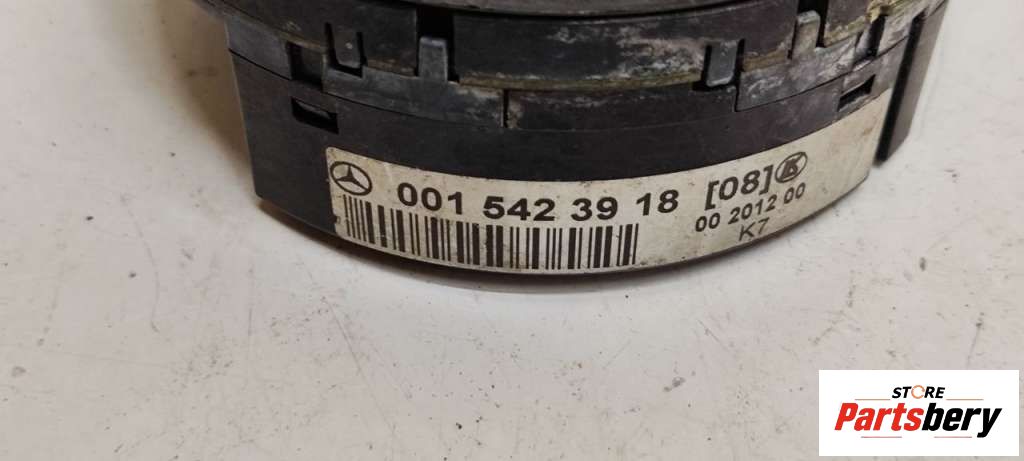 001 542 39 18 [08]
00 2012 00
K7
STORE
Partsbery